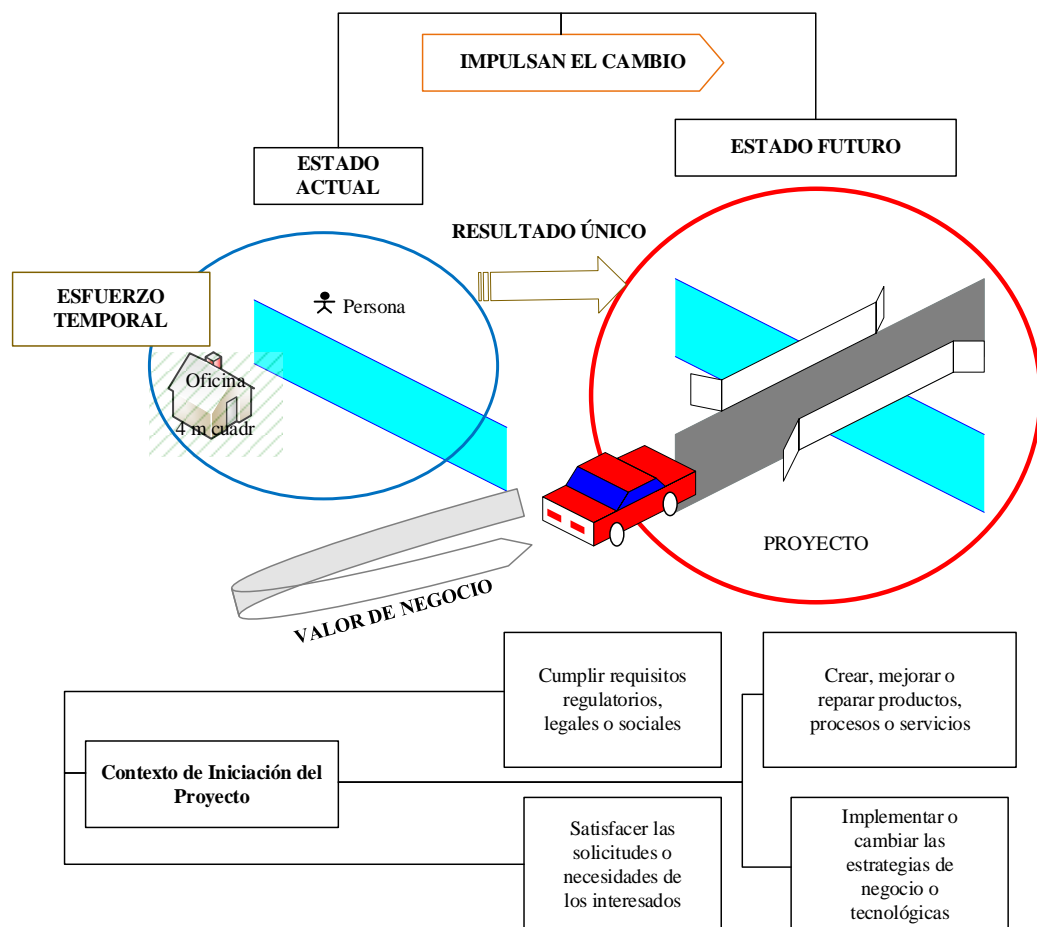 IMPULSAN EL CAMBIO
ESTADO
ACTUAL
ESTADO FUTURO
RESULTADO ÚNICO
ESFUERZO
TEMPORAL
Persona
Oficina
4 m cuadr
PROYECTO
VALOR DE NEGOCIO
Cumplir requisitos
regulatorios,
legales o sociales
Crear, mejorar o
reparar productos,
procesos o servicios
Contexto de Iniciación del
Proyecto
Satisfacer las
solicitudes o
necesidades de
los interesados
Implementar o
cambiar las
estrategias de
negocio o
tecnológicas